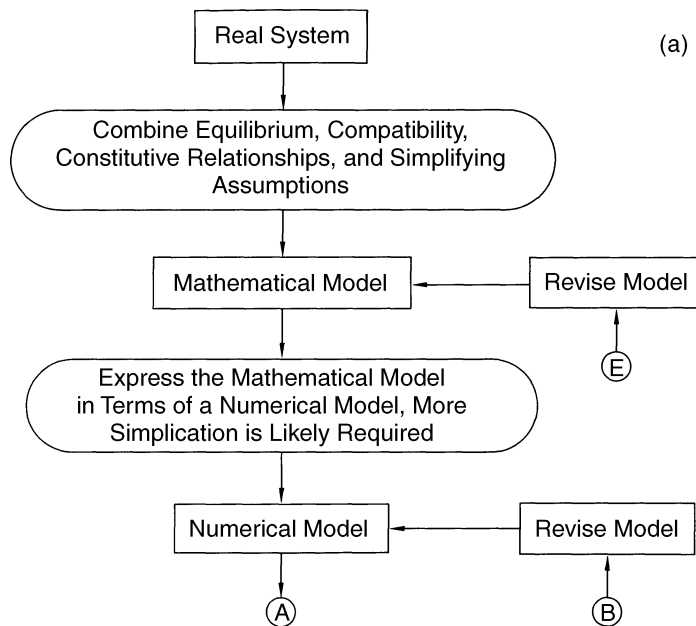 Real System
(a)
Combine Equilibrium, Compatibility,
Constitutive Relationships, and Simplifying
Assumptions
Mathematical Model
Revise Model
Express the Mathematical Model
in Terms of a Numerical Model, More
Simplication is Likely Required
E
Numerical Model
Revise Model
A
B